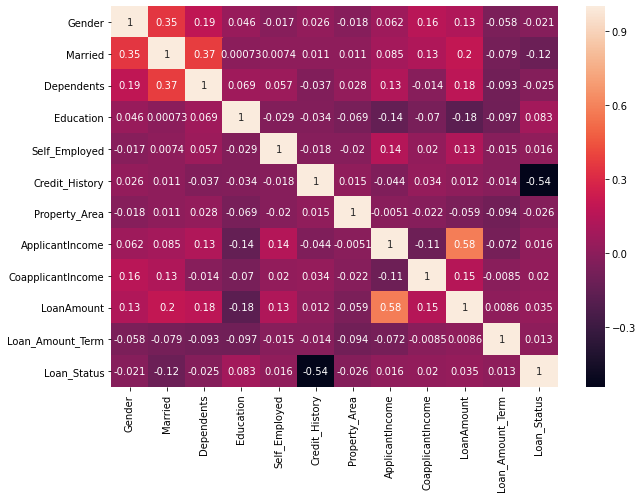 Gender 1 0.35 0.19 0.046 -0.017 0.026 -0.018 0.062 0.16 0.13 -0.058 -0.021
Married 0.35 1 0.37 0.00073 0.0074 0.011 0.011 0.085 0.13 0.2 -0.079 -0.12
Dependents 0.19 0.37 1 0.069 0.057 -0.037 0.028 0.13 -0.014 0.18 -0.093 -0.025
Education 0.046 0.00073 0.069 1 -0.029 -0.034 -0.069 -0.14 -0.07 -0.18 -0.097 0.083
Self_Employed -0.017 0.0074 0.057 -0.029 1 -0.018 -0.02 0.14 0.02 0.13 -0.015 0.016
Credit_History 0.026 0.011 -0.037 -0.034 -0.018 1 0.015 -0.044 0.034 0.012 -0.014 -0.54
Property_Area -0.018 0.011 0.028 -0.069 -0.02 0.015 1 -0.0051 -0.022 -0.059 -0.094 -0.026
ApplicantIncome 0.062 0.085 0.13 -0.14 0.14 -0.044 -0.0051 1 -0.11 0.58 -0.072 0.016
CoapplicantIncome 0.16 0.13 -0.014 -0.07 0.02 0.034 -0.022 -0.11 1 0.15 -0.0085 0.02
LoanAmount 0.13 0.2 0.18 -0.18 0.13 0.012 -0.059 0.58 0.15 1 0.0086 0.035
Loan_Amount_Term -0.058 -0.079 -0.093 -0.097 -0.015 -0.014 -0.094 -0.072 -0.0085 0.0086 1 0.013
Loan_Status -0.021 -0.12 -0.025 0.083 0.016 -0.54 -0.026 0.016 0.02 0.035 0.013 1
Gender
Married
Dependents
Education
Self_Employed
Credit_History
Property_Area
ApplicantIncome
CoapplicantIncome
LoanAmount
Loan_Amount_Term
Loan_Status
0.9
0.6
0.3
0.0
−0.3